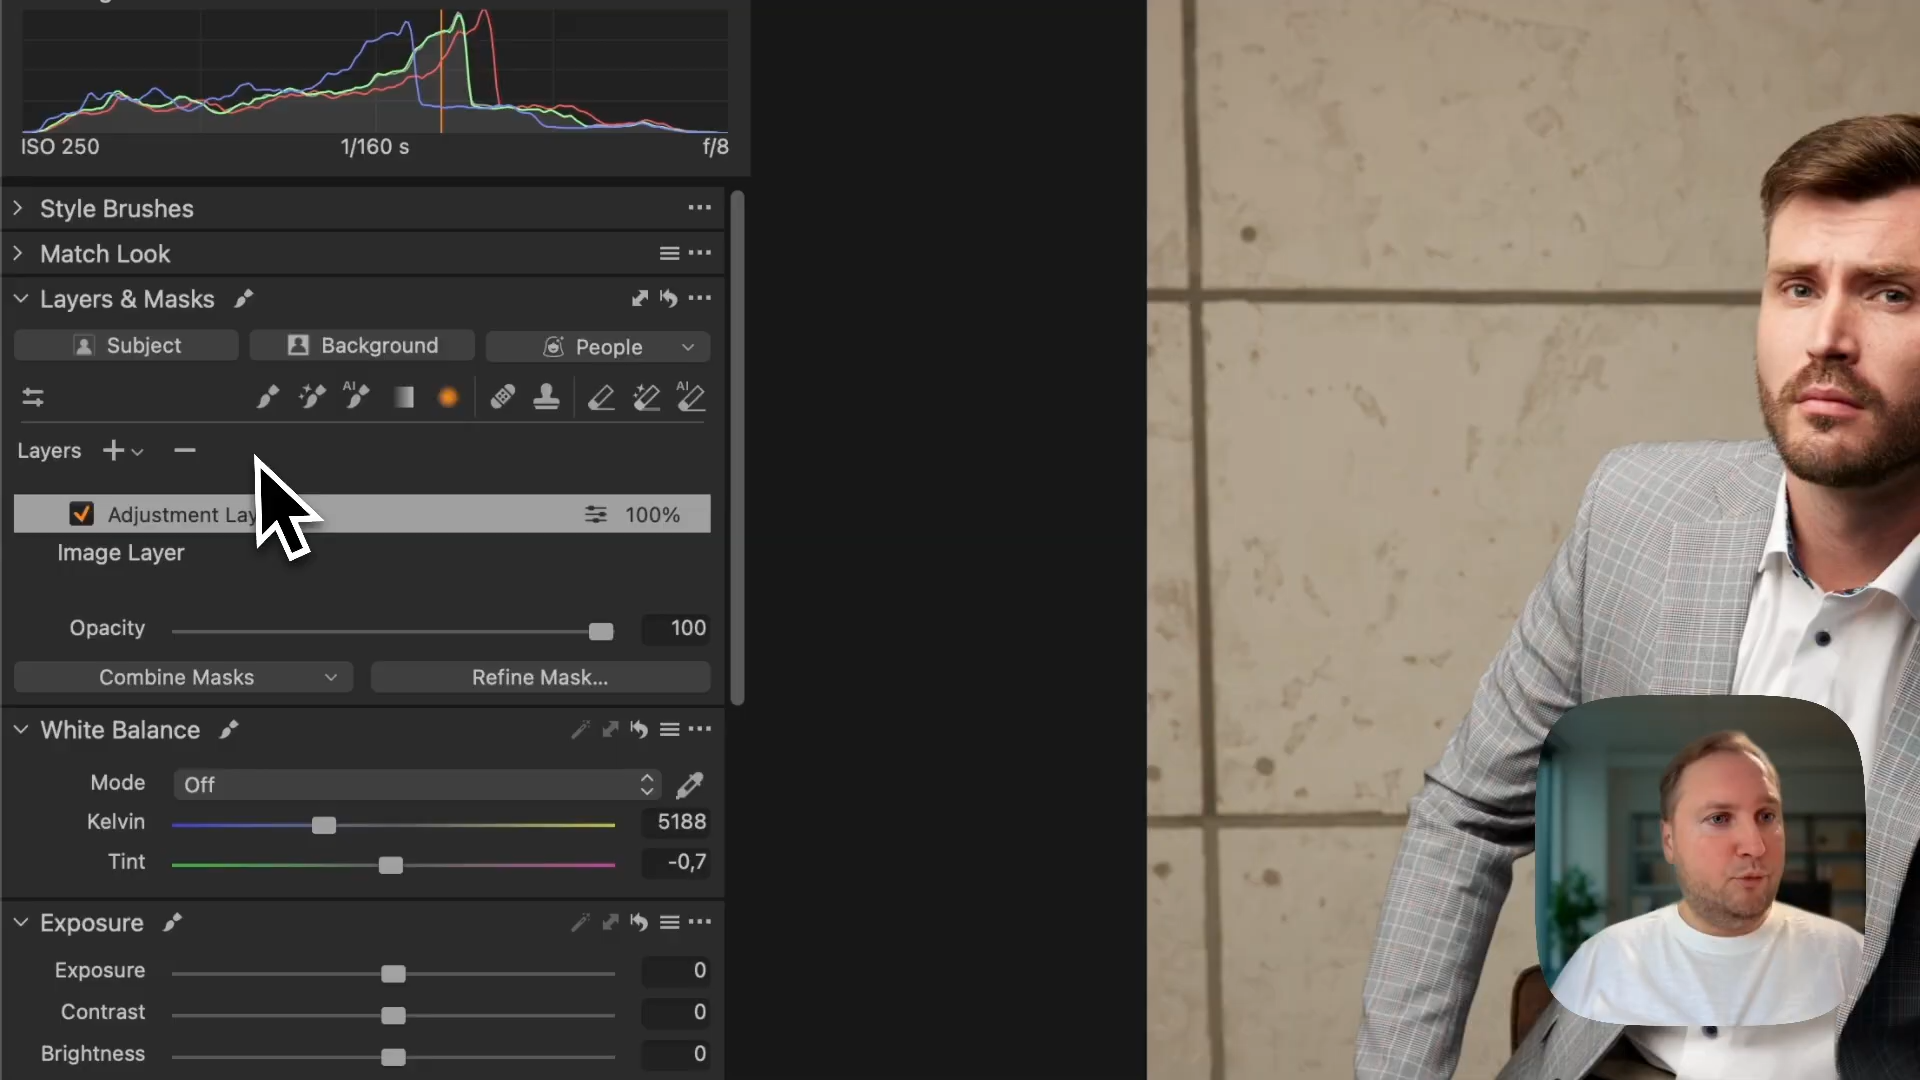 ISO 250 1/160 s f/8
Style Brushes
Match Look
Layers & Masks
Subject Background People
AI AI
Layers
Adjustment Lay 100%
Image Layer
Opacity 100
Combine Masks Refine Mask...
White Balance
Mode Off
Kelvin 5188
Tint -0,7
Exposure
Exposure 0
Contrast 0
Brightness 0